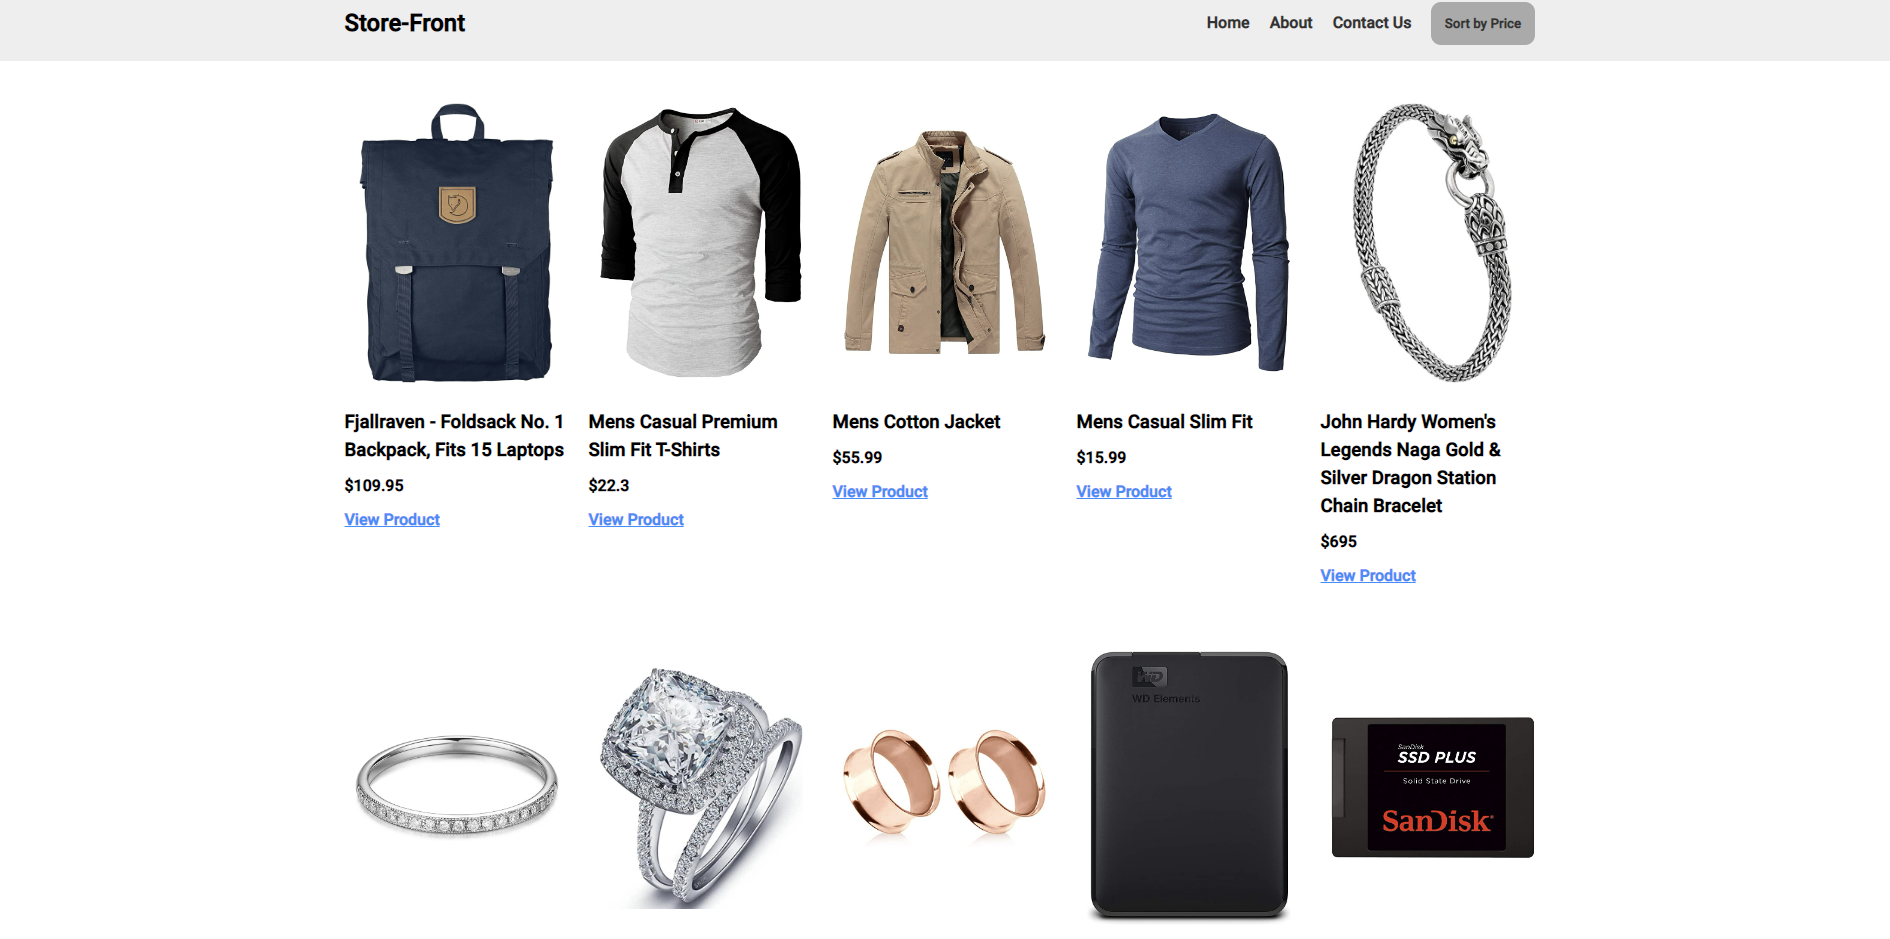 Store-Front
Home About Contact Us Sort by Price
Fjallraven - Foldsack No. 1
Backpack, Fits 15 Laptops
$109.95
View Product
Mens Casual Premium
Slim Fit T-Shirts
$22.3
View Product
Mens Cotton Jacket
$55.99
View Product
Mens Casual Slim Fit
$15.99
View Product
John Hardy Women's
Legends Naga Gold &
Silver Dragon Station
Chain Bracelet
$695
View Product
WD
WD Elements
SanDisk
SSD PLUS
Solid State Drive
SanDisk